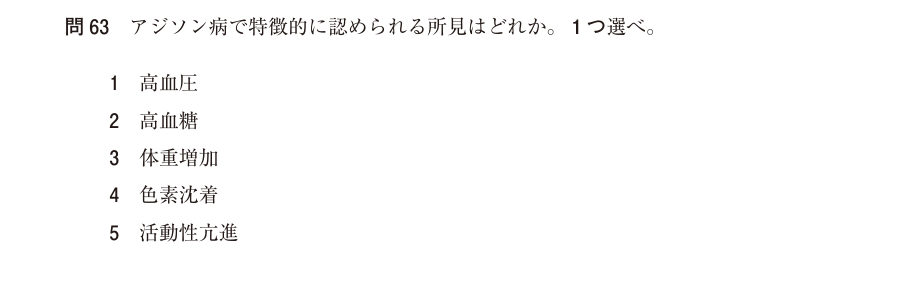 問 63　アジソン病で特徴的に認められる所見はどれか。1つ選べ。
1　高血圧
2　高血糖
3　体重増加
4　色素沈着
5　活動性亢進